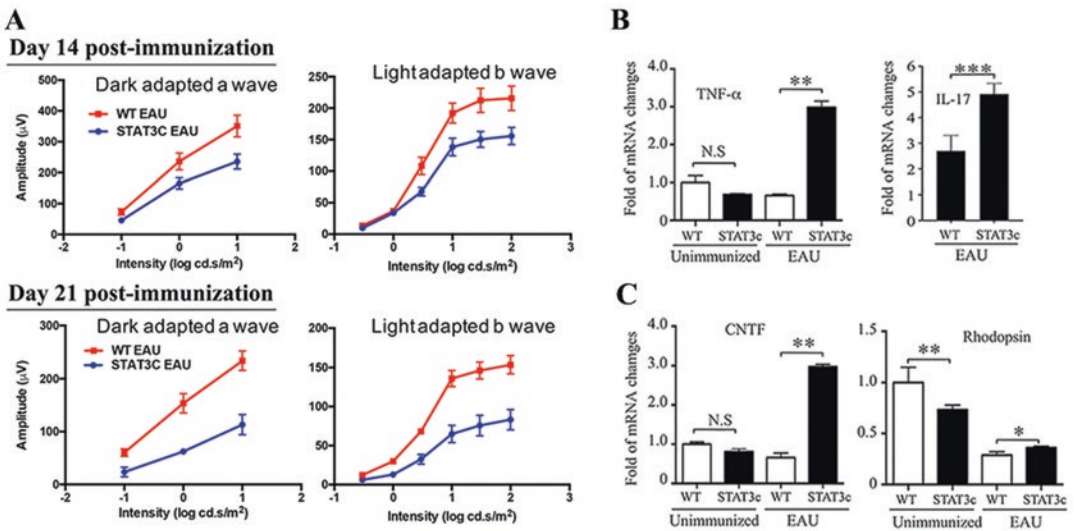 A
Day 14 post-immunization
Dark adapted a wave
500
400
300
200
100
0
Amplitude (µV)
WT EAU
STAT3C EAU
-2
-1
0
1
2
Intensity (log cd.s/m²)
Light adapted b wave
250
200
150
100
50
0
-1
0
1
2
3
Intensity (log cd.s/m²)
Day 21 post-immunization
Dark adapted a wave
300
200
100
0
Amplitude (µV)
WT EAU
STAT3C EAU
-2
-1
0
1
2
Intensity (log cd.s/m²)
Light adapted b wave
200
150
100
50
0
-1
0
1
2
3
Intensity (log cd.s/m²)
B
Fold of mRNA chamges
4.0
3.0
2.0
1.0
0
TNF-α
N.S
**
WT STAT3c WT STAT3c
Unimmunized EAU
Fold of mRNA chamges
6
5
4
3
2
1
0
IL-17
***
WT STAT3c
EAU
C
Fold of mRNA chamges
4.0
3.0
2.0
1.0
0
CNTF
N.S
**
WT STAT3c WT STAT3c
Unimmunized EAU
1.5
1.0
0.5
0
Rhodopsin
**
*
WT STAT3c WT STAT3c
Unimmunized EAU